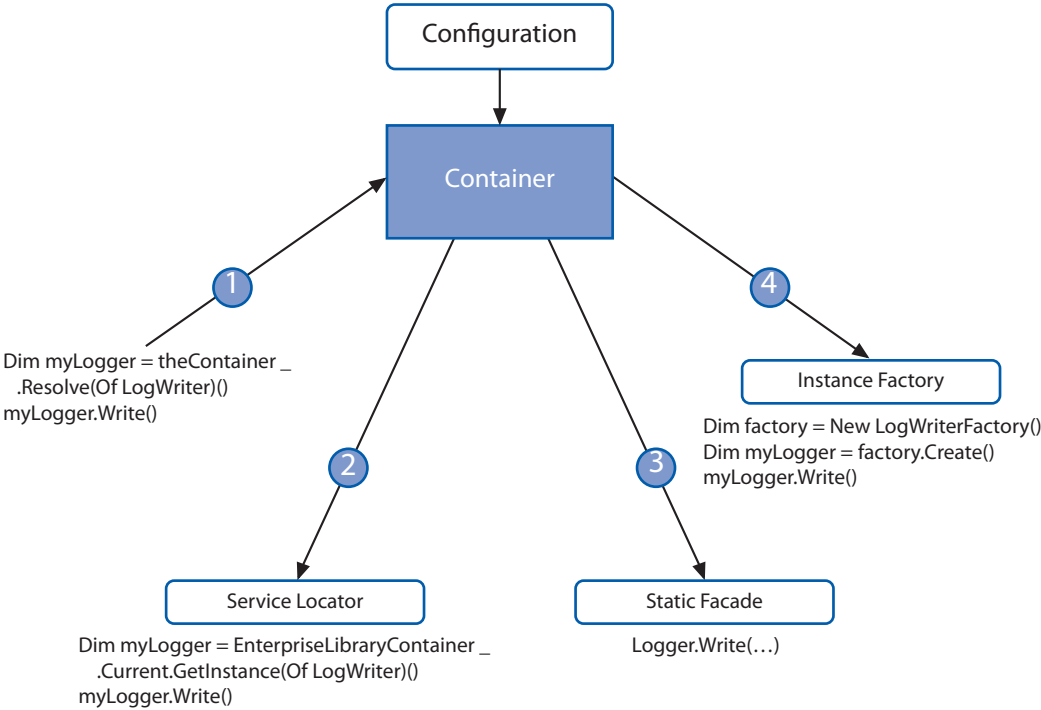 Configuration
Container
1
Dim myLogger = theContainer _
.Resolve(Of LogWriter)()
myLogger.Write()
4
Instance Factory
Dim factory = New LogWriterFactory()
Dim myLogger = factory.Create()
myLogger.Write()
2
Service Locator
Dim myLogger = EnterpriseLibraryContainer _
.Current.GetInstance(Of LogWriter)()
myLogger.Write()
3
Static Facade
Logger.Write(…)